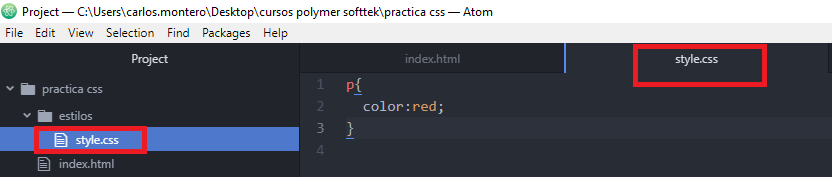 Project — C:\Users\carlos.montero\Desktop\cursos polymer softtek\practica css — Atom
File Edit View Selection Find Packages Help
Project
index.html
style.css
practica css
estilos
style.css
index.html
1 p{
2 color:red;
3 }
4